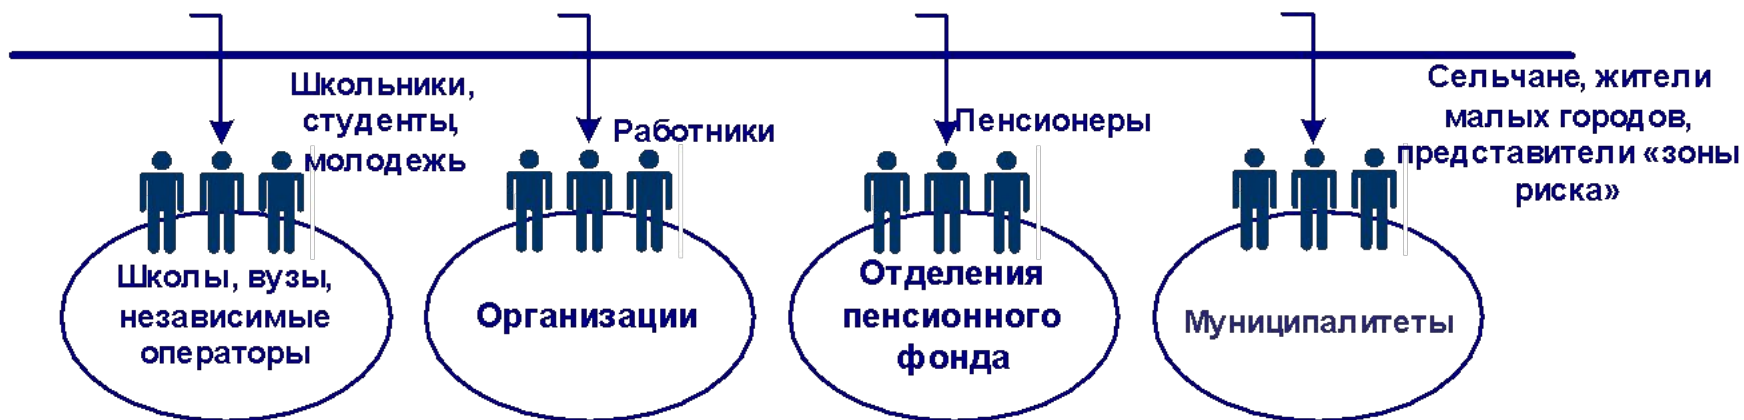 Школьники,
студенты,
молодежь
Работники
Пенсионеры
Сельчане, жители
малых городов,
представители «зоны
риска»
Школы, вузы,
независимые
операторы
Организации
Отделения
пенсионного
фонда
Муниципалитеты